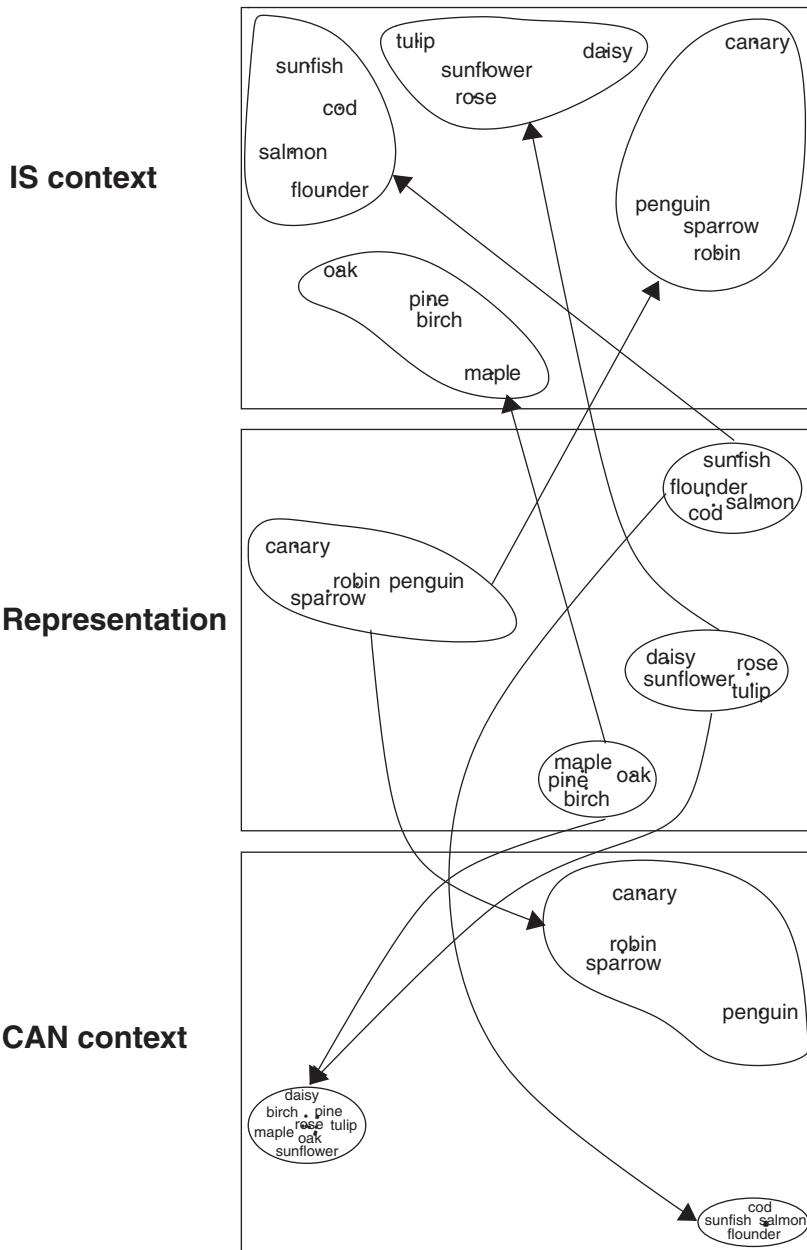 IS context
tulip
daisy
canary
sunfish
sunflower
rose
cod
salmon
flounder
penguin
sparrow
robin
oak
pine
birch
maple
Representation
sunfish
flounder
salmon
cod
canary
robin penguin
sparrow
daisy
rose
sunflower
tulip
maple
pine
oak
birch
CAN context
canary
robin
sparrow
penguin
daisy
birch pine
rose tulip
maple
oak
sunflower
cod
sunfish salmon
flounder